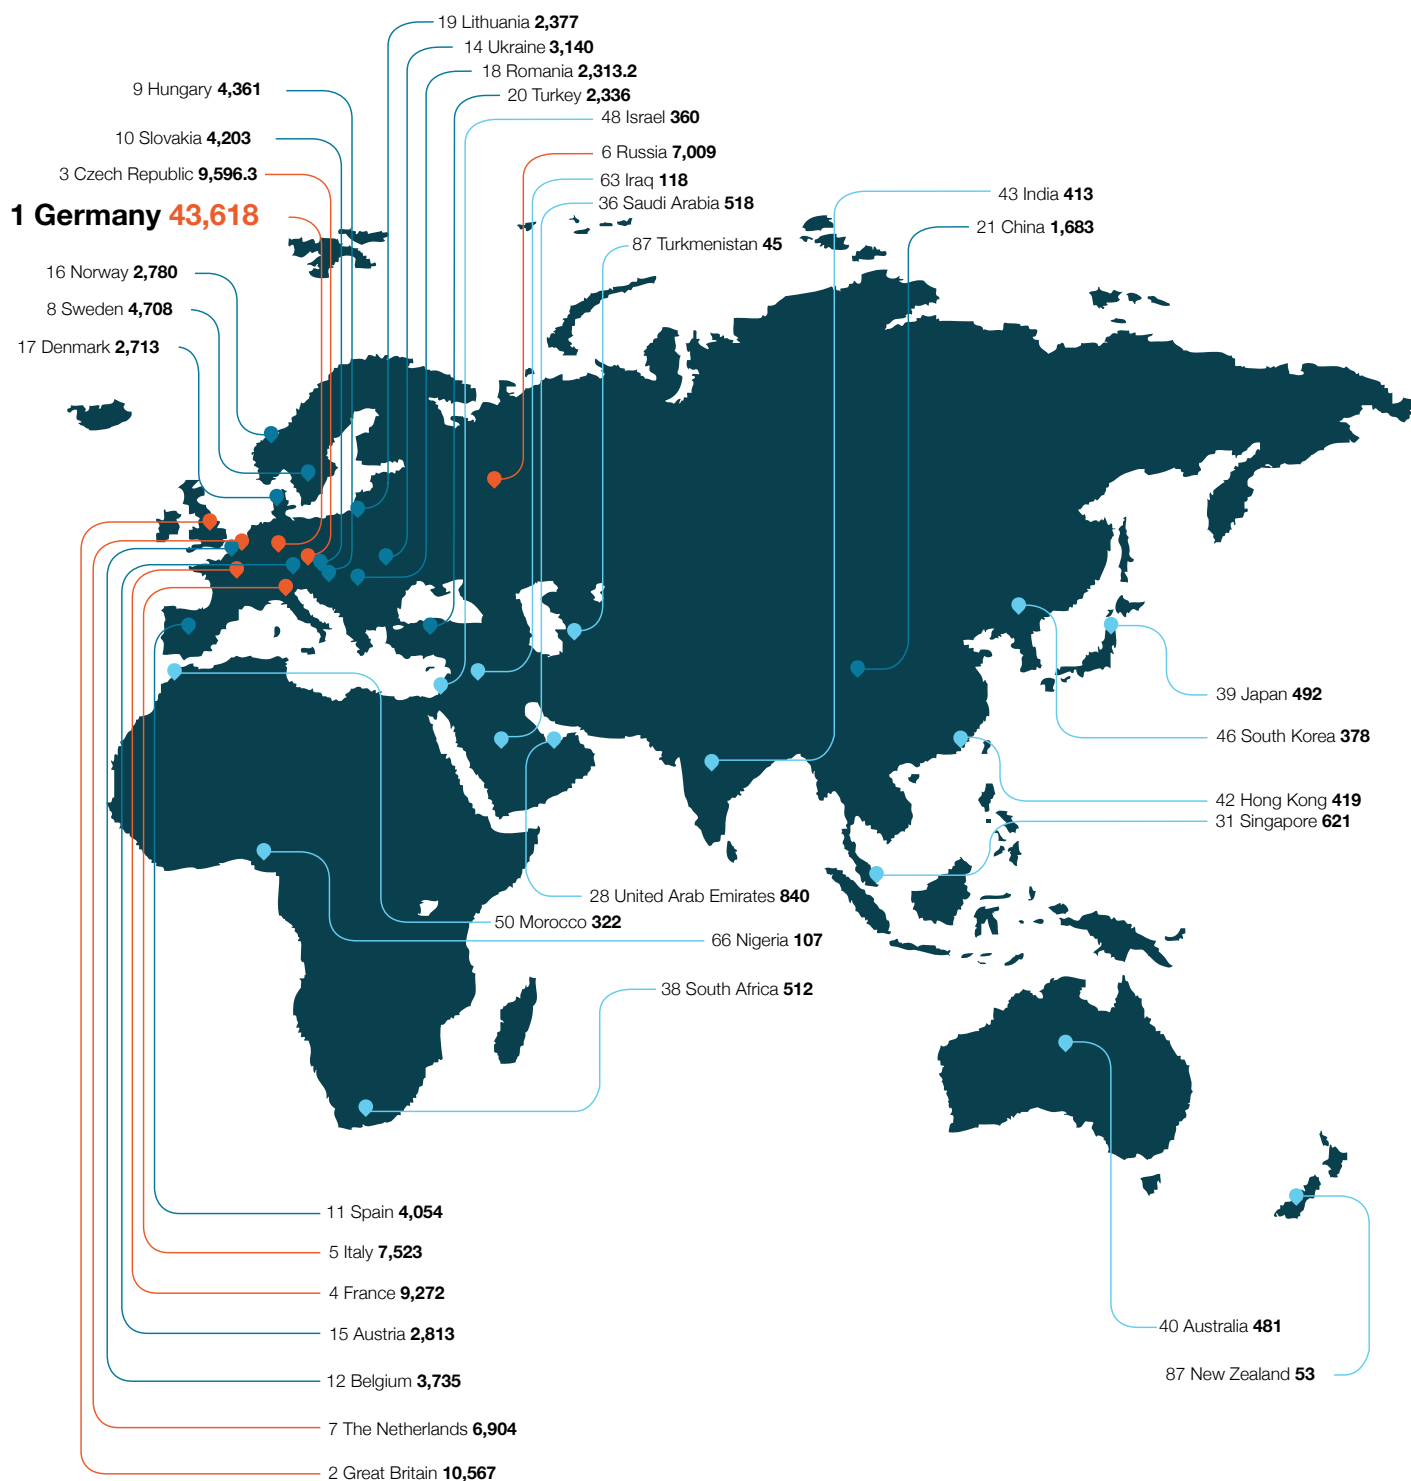 19 Lithuania 2,377
14 Ukraine 3,140
18 Romania 2,313.2
9 Hungary 4,361
20 Turkey 2,336
48 Israel 360
10 Slovakia 4,203
6 Russia 7,009
3 Czech Republic 9,596.3
63 Iraq 118
43 India 413
36 Saudi Arabia 518
1 Germany 43,618
21 China 1,683
87 Turkmenistan 45
16 Norway 2,780
8 Sweden 4,708
17 Denmark 2,713
39 Japan 492
46 South Korea 378
42 Hong Kong 419
31 Singapore 621
28 United Arab Emirates 840
50 Morocco 322
66 Nigeria 107
38 South Africa 512
11 Spain 4,054
5 Italy 7,523
4 France 9,272
40 Australia 481
15 Austria 2,813
87 New Zealand 53
12 Belgium 3,735
7 The Netherlands 6,904
2 Great Britain 10,567